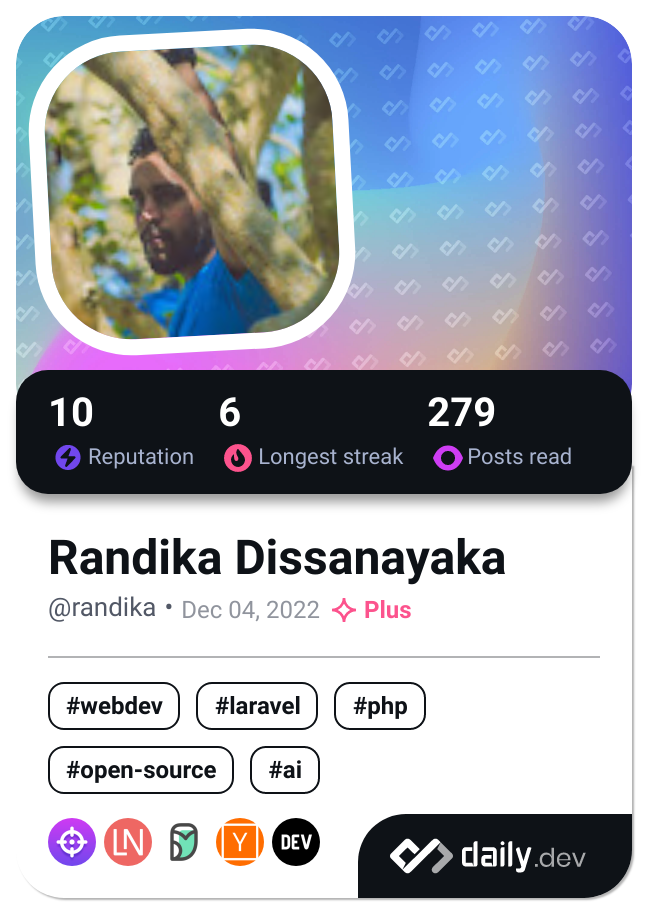 10 6 279
Reputation Longest streak Posts read
Randika Dissanayaka
@randika • Dec 04, 2022 Plus
#webdev #laravel #php
#open-source #ai
LN Y DEV daily.dev